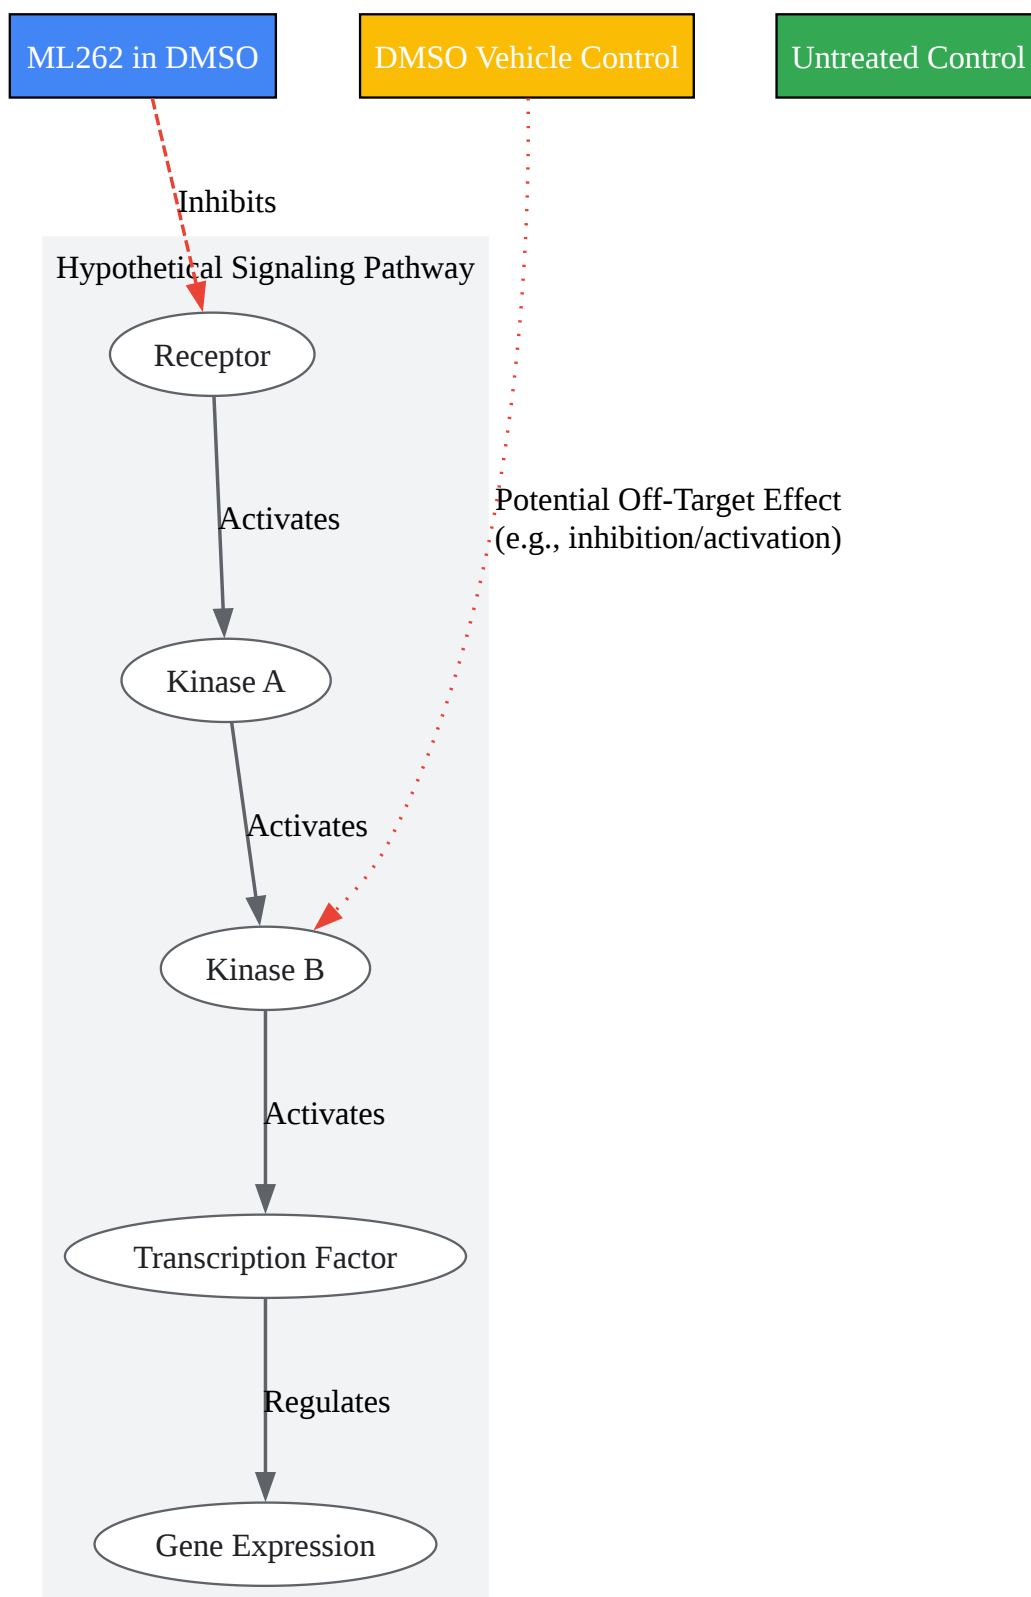 ML262 in DMSO
DMSO Vehicle Control
Untreated Control
Inhibits
Hypothetical Signaling Pathway
Receptor
Activates
Potential Off-Target Effect
(e.g., inhibition/activation)
Kinase A
Activates
Kinase B
Activates
Transcription Factor
Regulates
Gene Expression